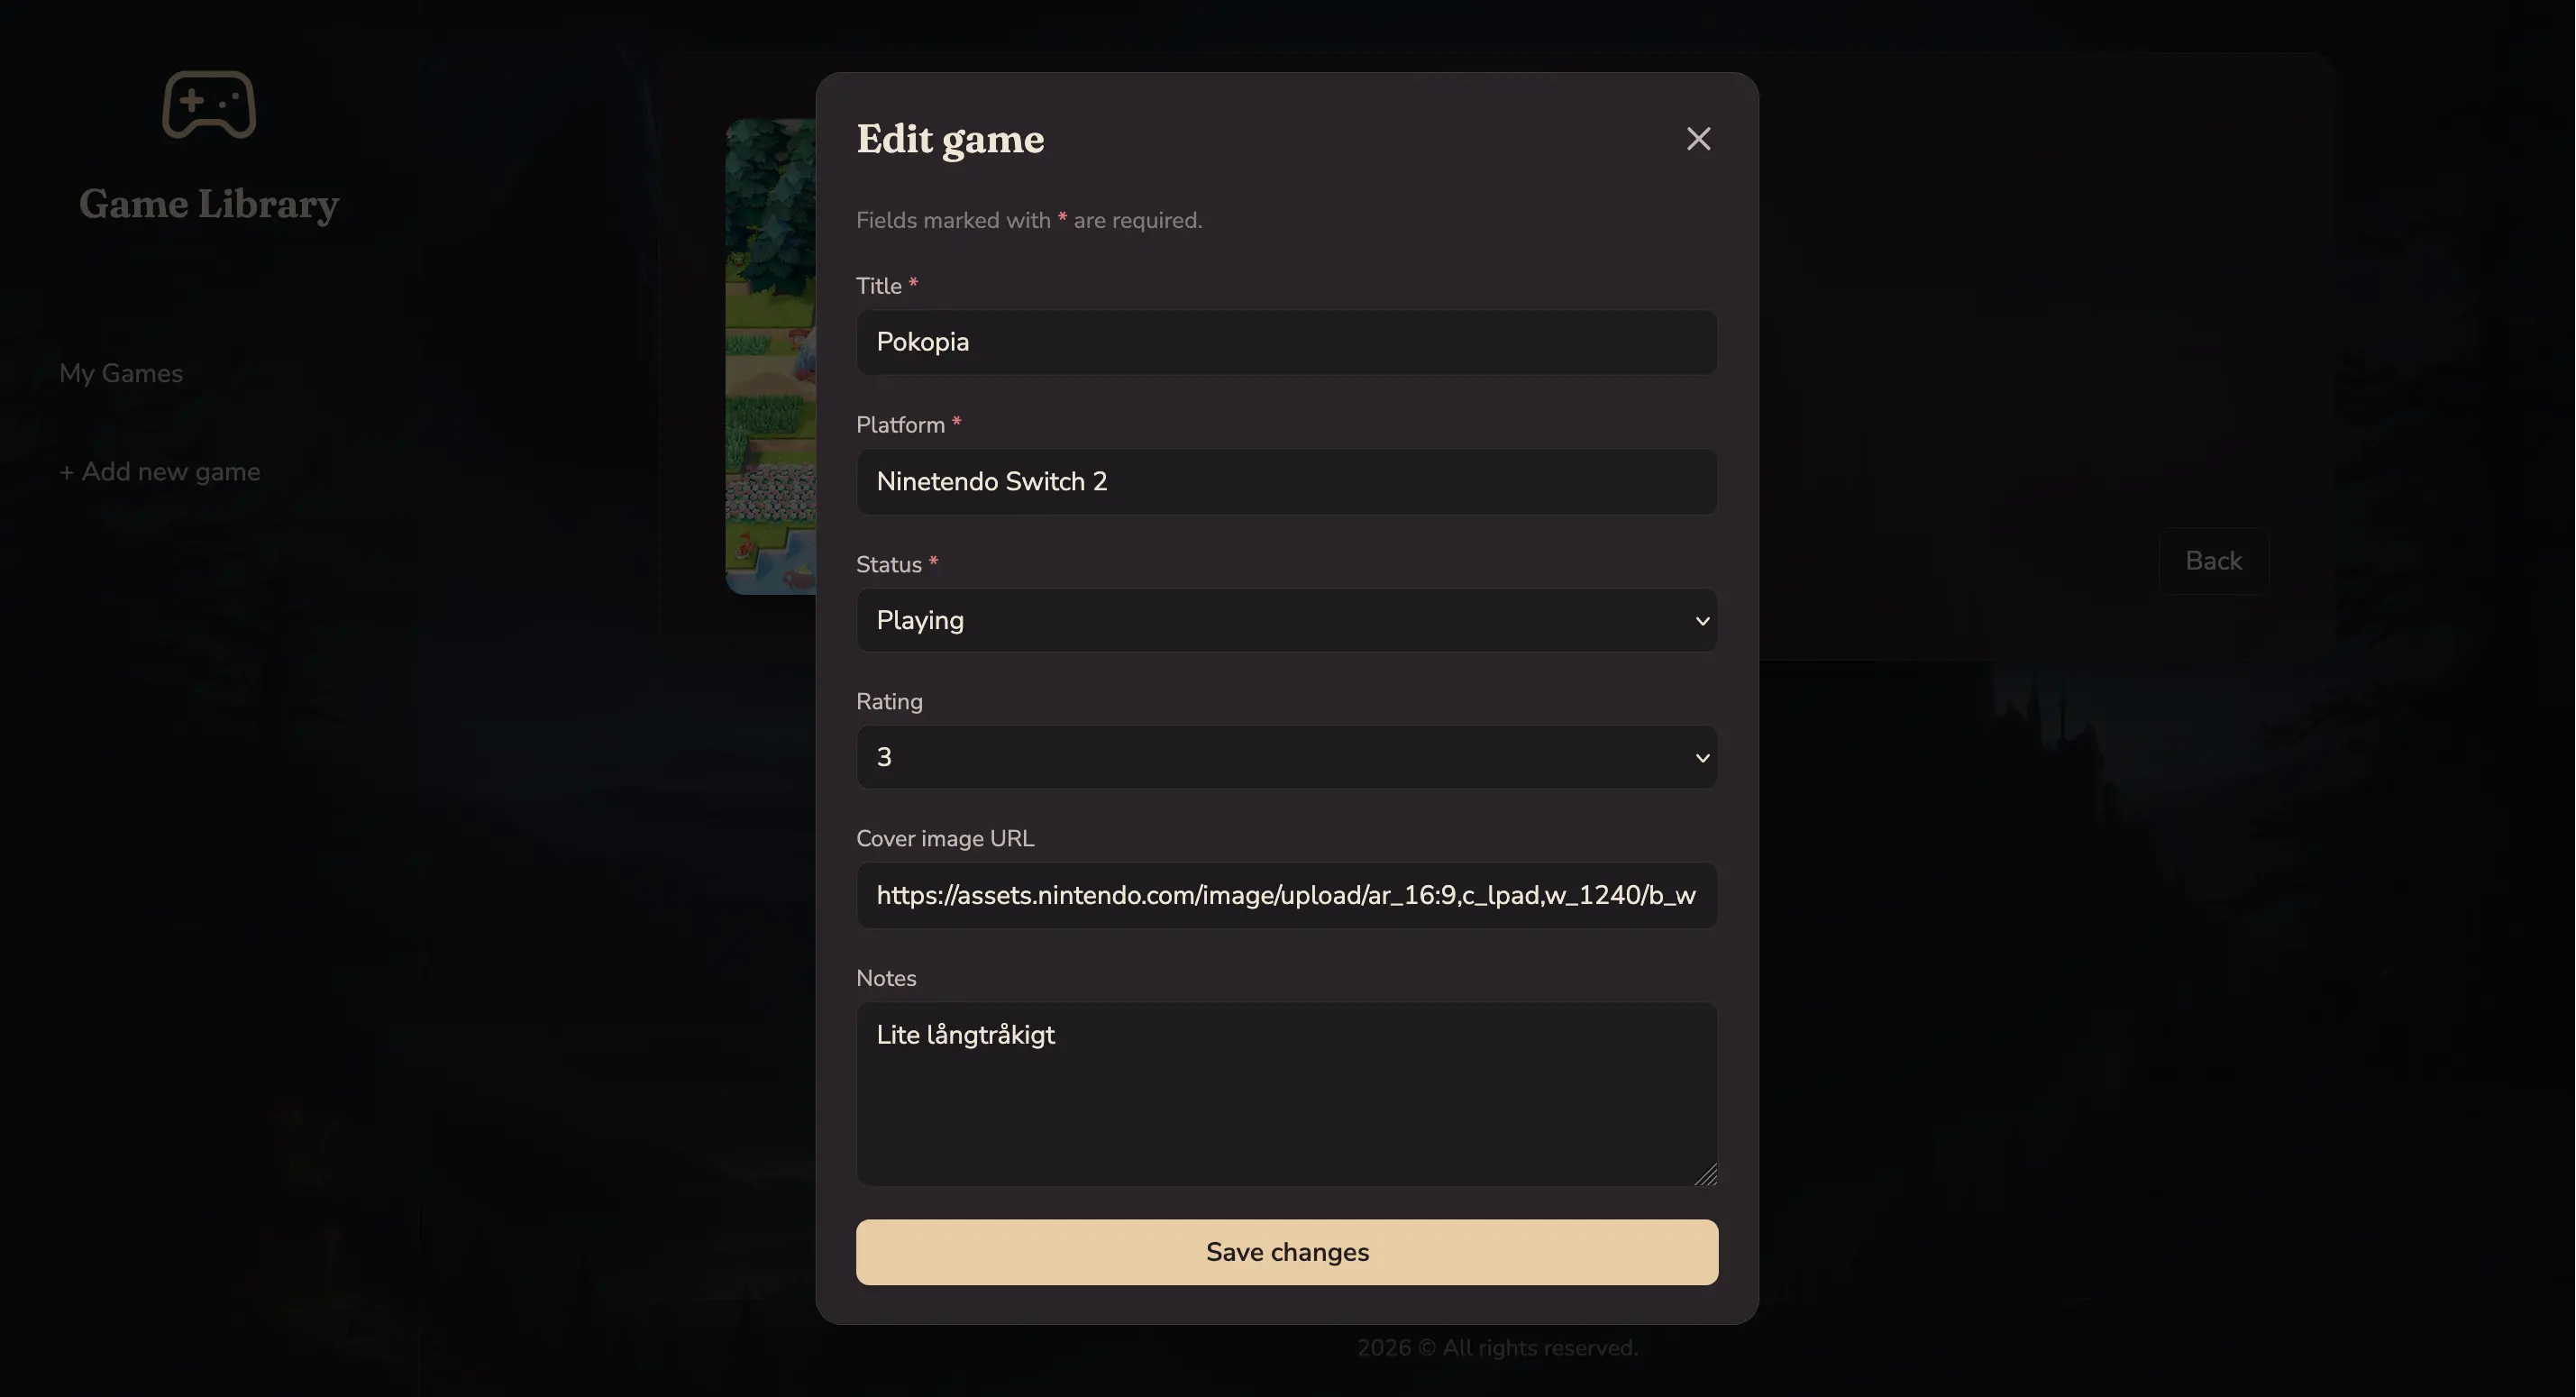 Game Library
My Games
+ Add new game
Edit game
Fields marked with * are required.
Title *
Pokopia
Platform *
Ninetendo Switch 2
Status *
Playing
Rating
3
Cover image URL
https://assets.nintendo.com/image/upload/ar_16:9,c_lpad,w_1240/b_w
Notes
Lite långtråkigt
Save changes
Back
2026 © All rights reserved.